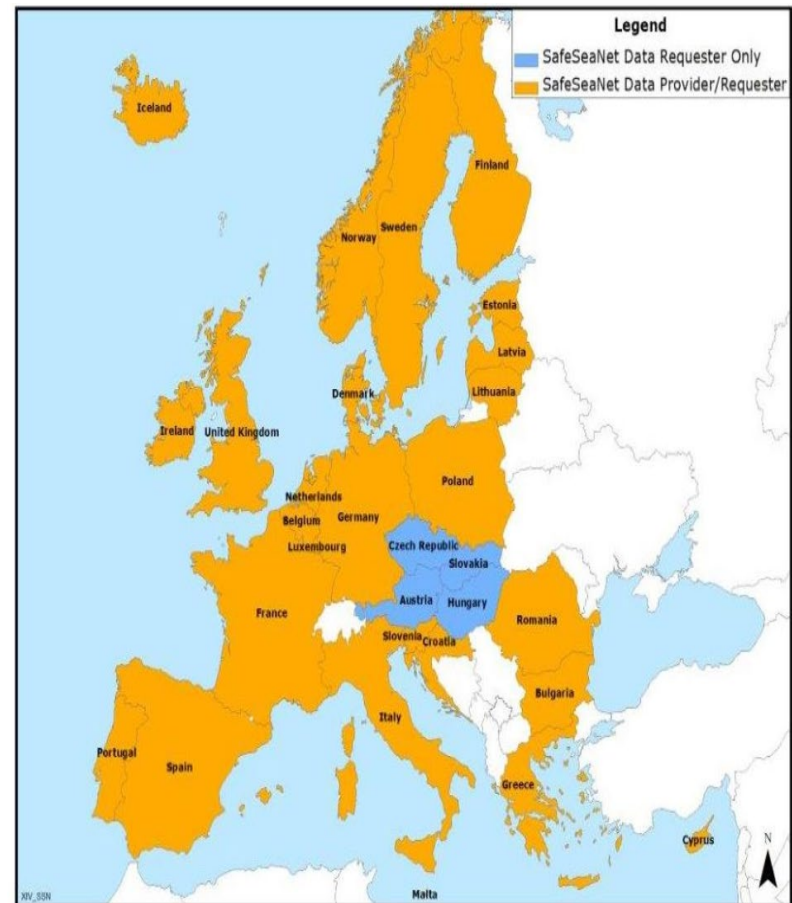 Legend
SafeSeaNet Data Requester Only
SafeSeaNet Data Provider/Requester
Iceland
Finland
Sweden
Norway
Estonia
Latvia
Lithuania
Denmark
Ireland
United Kingdom
Poland
Netherlands
Germany
Belgium
Luxembourg
Czech Republic
Slovakia
Austria
Hungary
France
Romania
Slovenia
Croatia
Bulgaria
Italy
Portugal
Spain
Greece
Cyprus
N
Malta
XIV_SSN